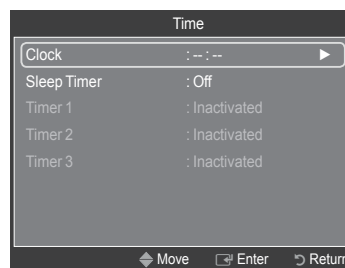 Time
Clock : -- : -- ►
Sleep Timer : Off
Timer 1 : Inactivated
Timer 2 : Inactivated
Timer 3 : Inactivated
Move Enter Return